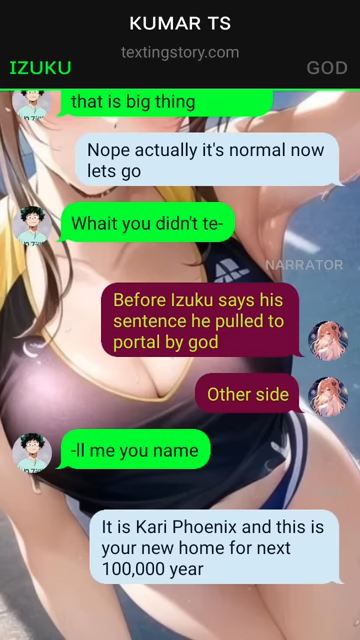 KUMAR TS
textingstory.com
IZUKU
GOD
that is big thing
Nope actually it's normal now
lets go
Whait you didn't te-
NARRATOR
Before Izuku says his
sentence he pulled to
portal by god
Other side
-ll me you name
It is Kari Phoenix and this is
your new home for next
100,000 year